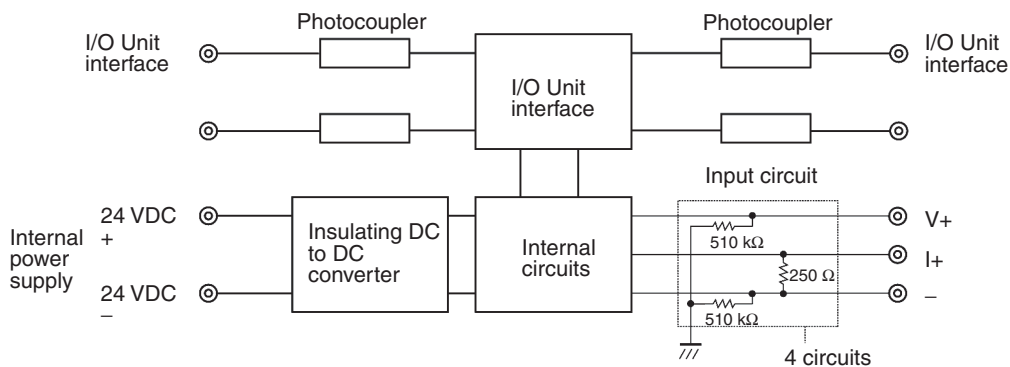 Photocoupler
Photocoupler
I/O Unit
interface
I/O Unit
interface
I/O Unit
interface
Input circuit
Internal
power
supply
24 VDC
+
24 VDC
–
Insulating DC
to DC
converter
Internal
circuits
510 kΩ
250 Ω
510 kΩ
V+
I+
–
4 circuits